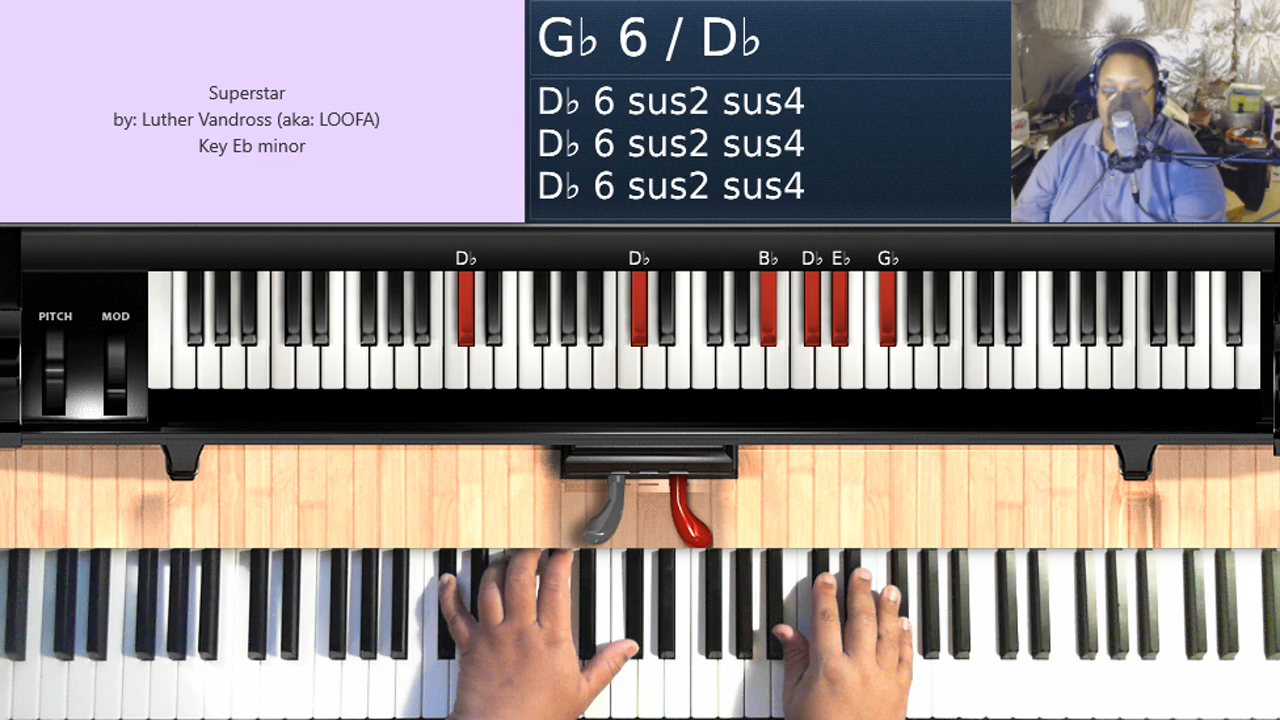 Superstar
by: Luther Vandross (aka: LOOFA)
Key Eb minor
G♭ 6 / D♭
D♭ 6 sus2 sus4
D♭ 6 sus2 sus4
D♭ 6 sus2 sus4
D♭ D♭ B♭ D♭ E♭ G♭
PITCH MOD